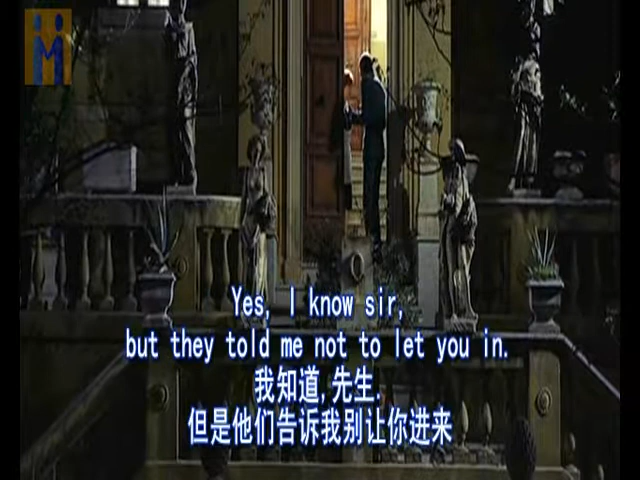 Yes, I know sir,
but they told me not to let you in.
我知道,先生.
但是他们告诉我别让你进来